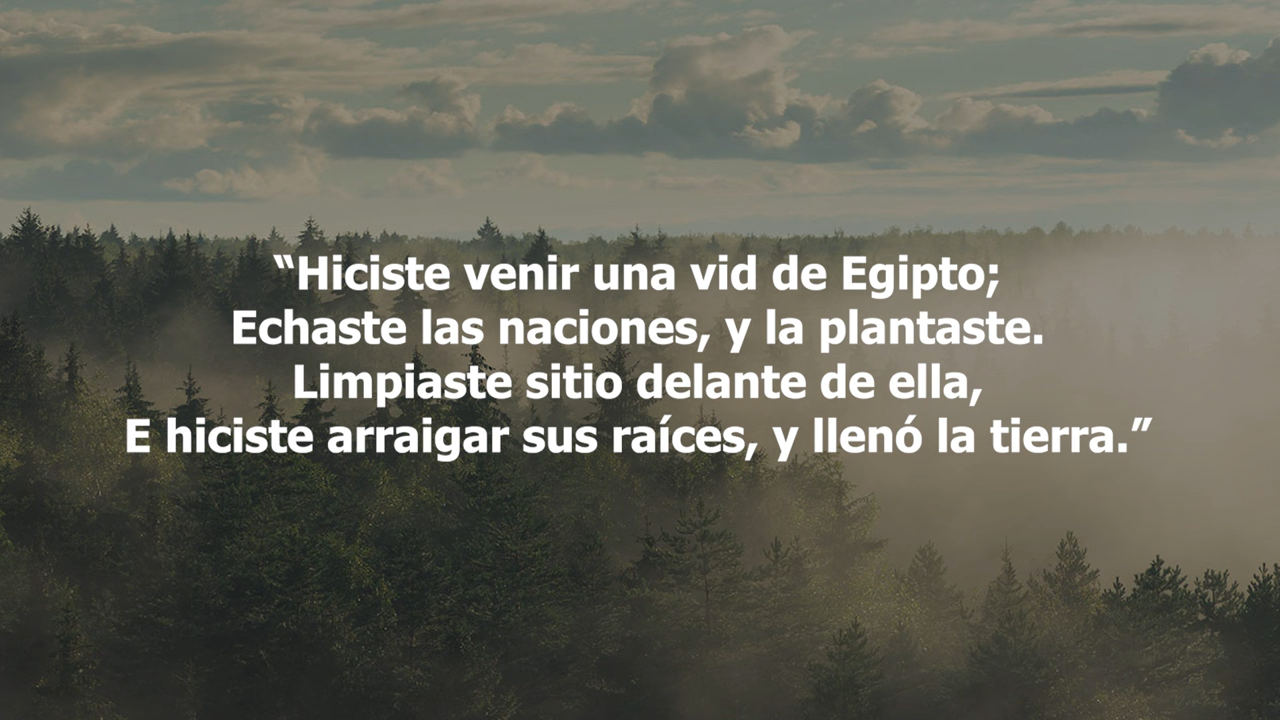 “Hiciste venir una vid de Egipto;
Echaste las naciones, y la plantaste.
Limpiaste sitio delante de ella,
E hiciste arraigar sus raíces, y llenó la tierra.”